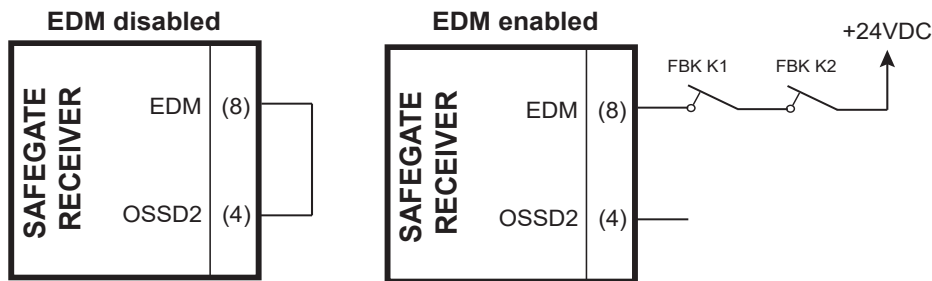 EDM disabled
SAFEGATE
RECEIVER
EDM (8)
OSSD2 (4)
EDM enabled
SAFEGATE
RECEIVER
EDM (8)
OSSD2 (4)
FBK K1
FBK K2
+24VDC